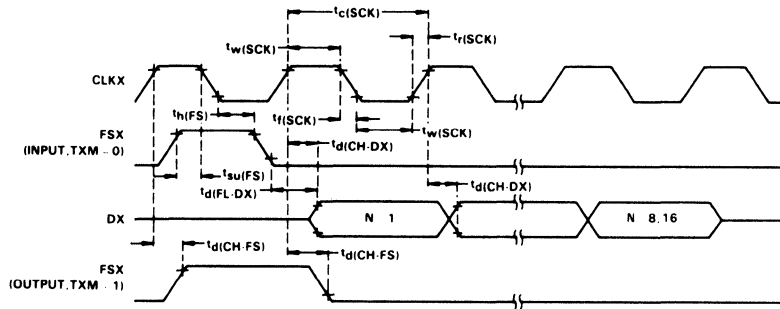 tc(SCK)
tw(SCK)
tr(SCK)
CLKX
th(FS)
tf(SCK)
tw(SCK)
FSX
(INPUT,TXM - 0)
td(CH-DX)
tsu(FS)
td(FL-DX)
td(CH-DX)
DX
N 1
N 8,16
td(CH-FS)
td(CH-FS)
FSX
(OUTPUT,TXM - 1)